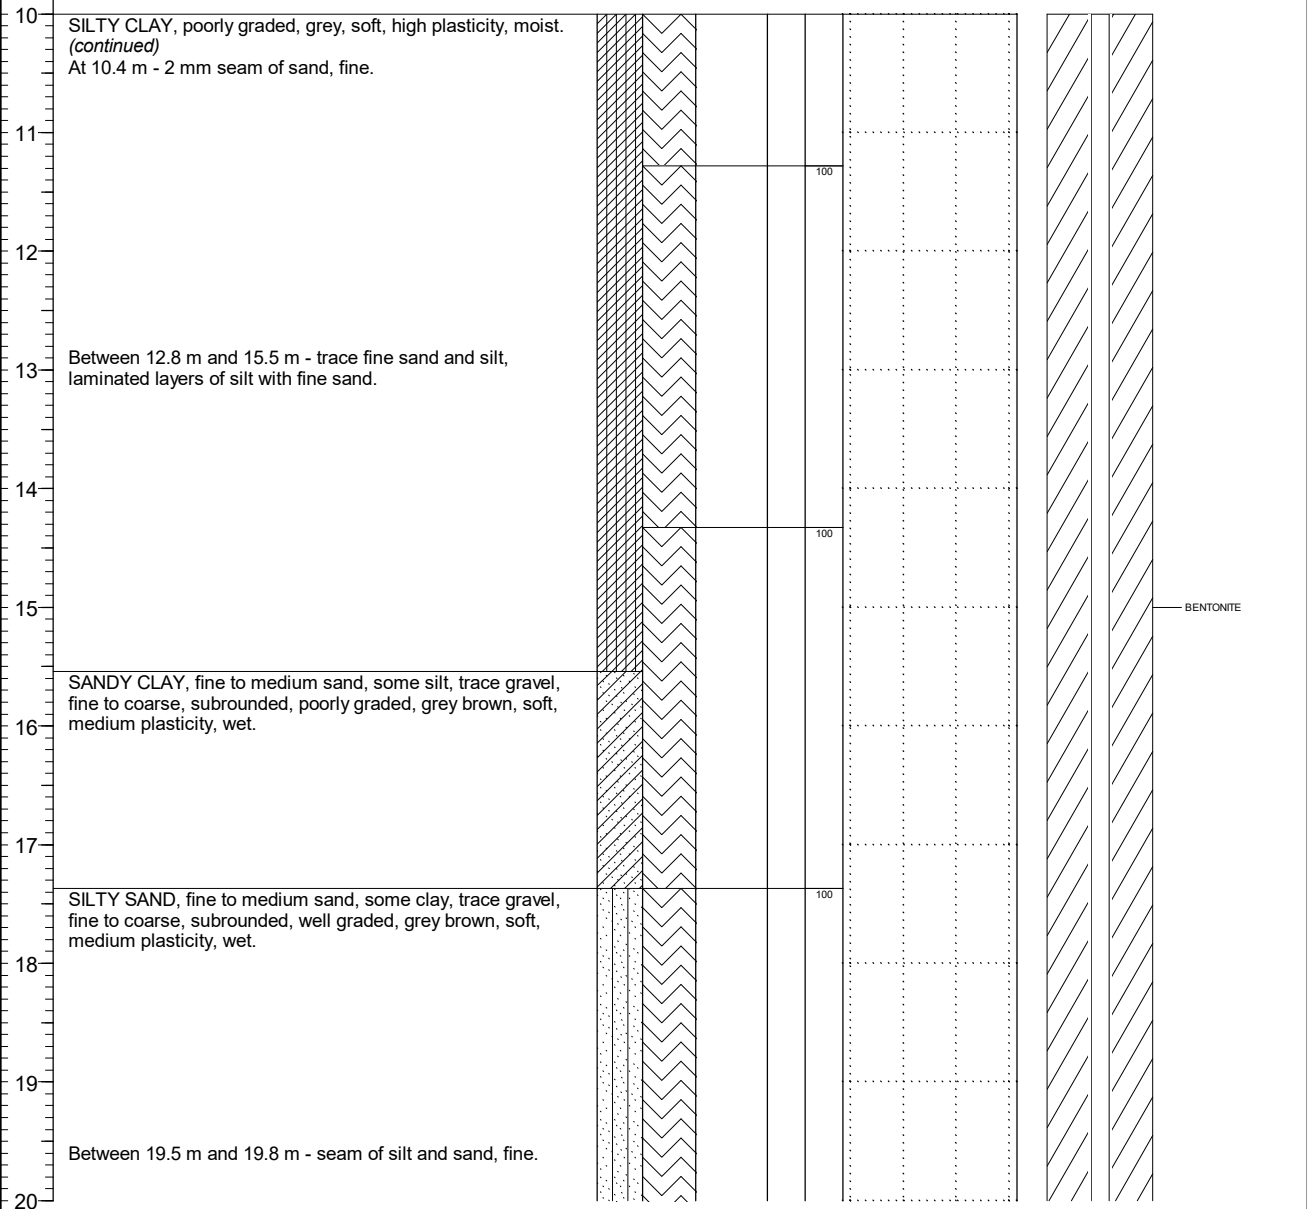 10
SILTY CLAY, poorly graded, grey, soft, high plasticity, moist.
(continued)
At 10.4 m - 2 mm seam of sand, fine.
11
100
12
Between 12.8 m and 15.5 m - trace fine sand and silt,
13
laminated layers of silt with fine sand.
14
100
15
BENTONITE
SANDY CLAY, fine to medium sand, some silt, trace gravel,
fine to coarse, subrounded, poorly graded, grey brown, soft,
16
medium plasticity, wet.
17
100
SILTY SAND, fine to medium sand, some clay, trace gravel,
fine to coarse, subrounded, well graded, grey brown, soft,
medium plasticity, wet.
18
19
Between 19.5 m and 19.8 m - seam of silt and sand, fine.
20